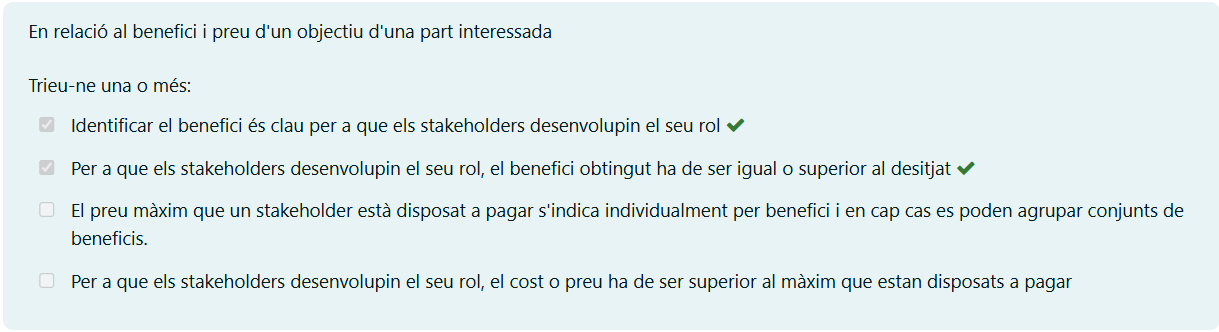 En relació al benefici i preu d'un objectiu d'una part interessada
Trieu-ne una o més:
Identificar el benefici és clau per a que els stakeholders desenvolupin el seu rol
Per a que els stakeholders desenvolupin el seu rol, el benefici obtingut ha de ser igual o superior al desitjat
El preu màxim que un stakeholder està disposat a pagar s'indica individualment per benefici i en cap cas es poden agrupar conjunts de
beneficis.
Per a que els stakeholders desenvolupin el seu rol, el cost o preu ha de ser superior al màxim que estan disposats a pagar